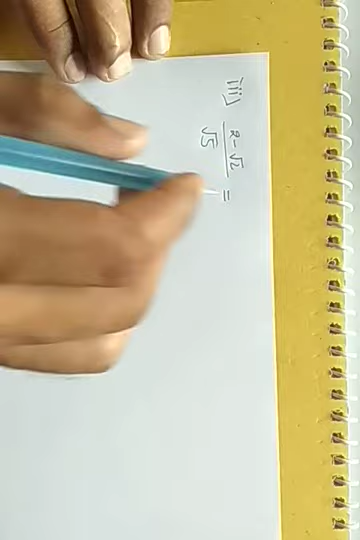 iii) (2-√2)/√5 =